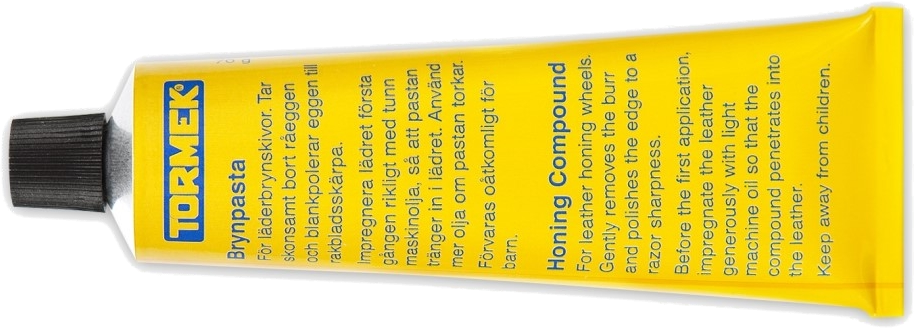 TORMEK®
Brynpasta
För läderbrynskivor. Tar
skonsamt bort råeggen
och blankpolerar eggen till
rakbladsskärpa.
Impregnera lädret första
gången rikligt med tunn
maskinolja, så att pastan
tränger in i lädret. Använd
mer olja om pastan torkar.
Förvaras oåtkomligt för
barn.
Honing Compound
For leather honing wheels.
Gently removes the burr
and polishes the edge to a
razor sharpness.
Before the first application,
impregnate the leather
generously with light
machine oil so that the
compound penetrates into
the leather.
Keep away from children.